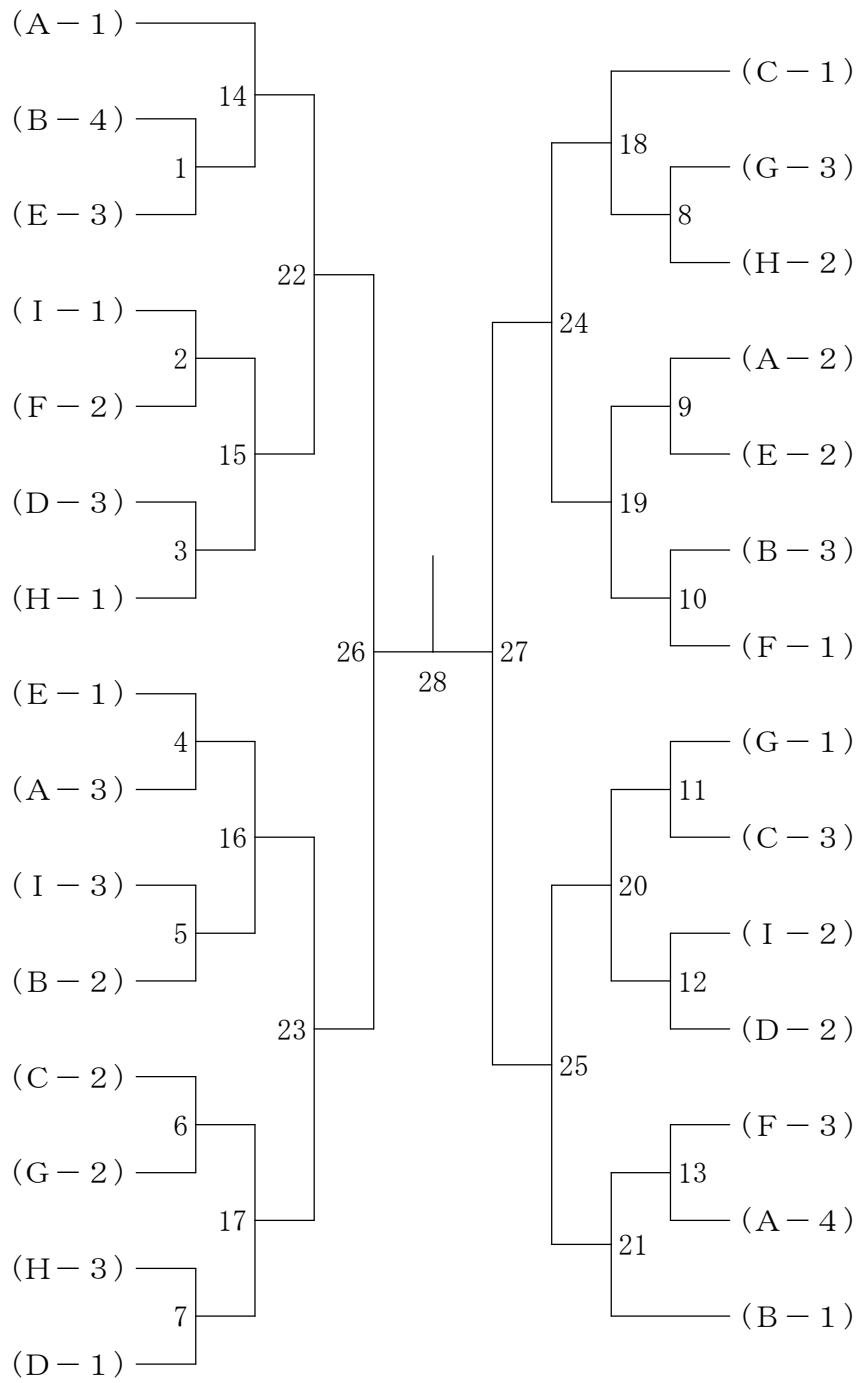 (A－1)
(B－4)
(E－3)
(I－1)
(F－2)
(D－3)
(H－1)
(E－1)
(A－3)
(I－3)
(B－2)
(C－2)
(G－2)
(H－3)
(D－1)
1
2
3
4
5
6
7
14
15
16
17
22
23
26
28
27
24
25
18
19
20
21
8
9
10
11
12
13
(C－1)
(G－3)
(H－2)
(A－2)
(E－2)
(B－3)
(F－1)
(G－1)
(C－3)
(I－2)
(D－2)
(F－3)
(A－4)
(B－1)